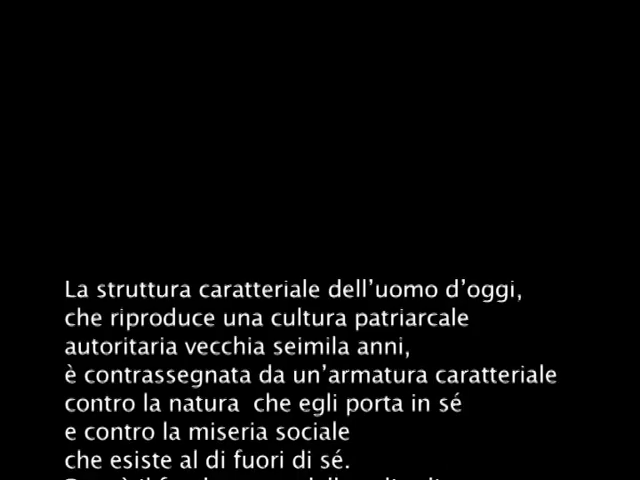 La struttura caratteriale dell’uomo d’oggi,
che riproduce una cultura patriarcale
autoritaria vecchia seimila anni,
è contrassegnata da un’armatura caratteriale
contro la natura che egli porta in sé
e contro la miseria sociale
che esiste al di fuori di sé.